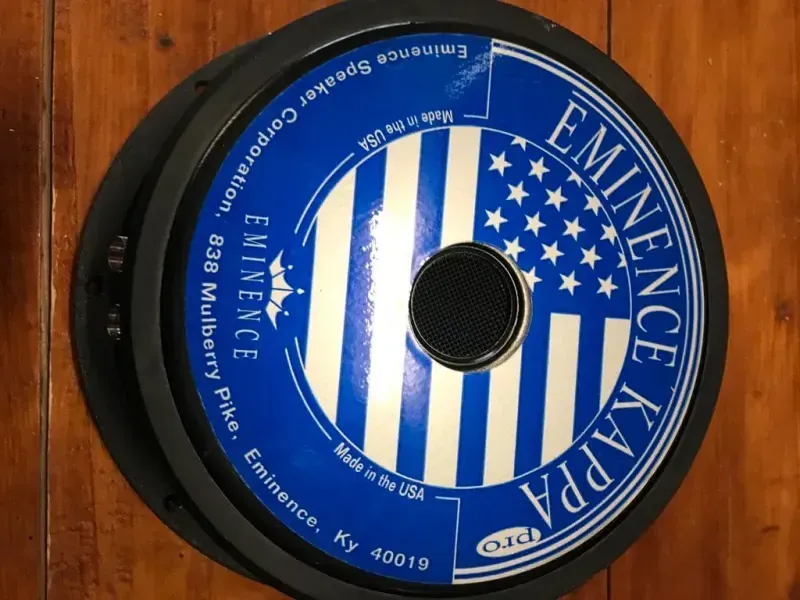 EMINENCE KAPPA
pro
Made in the USA
Made in the USA
EMINENCE
Eminence Speaker Corporation, 838 Mulberry Pike, Eminence, Ky 40019